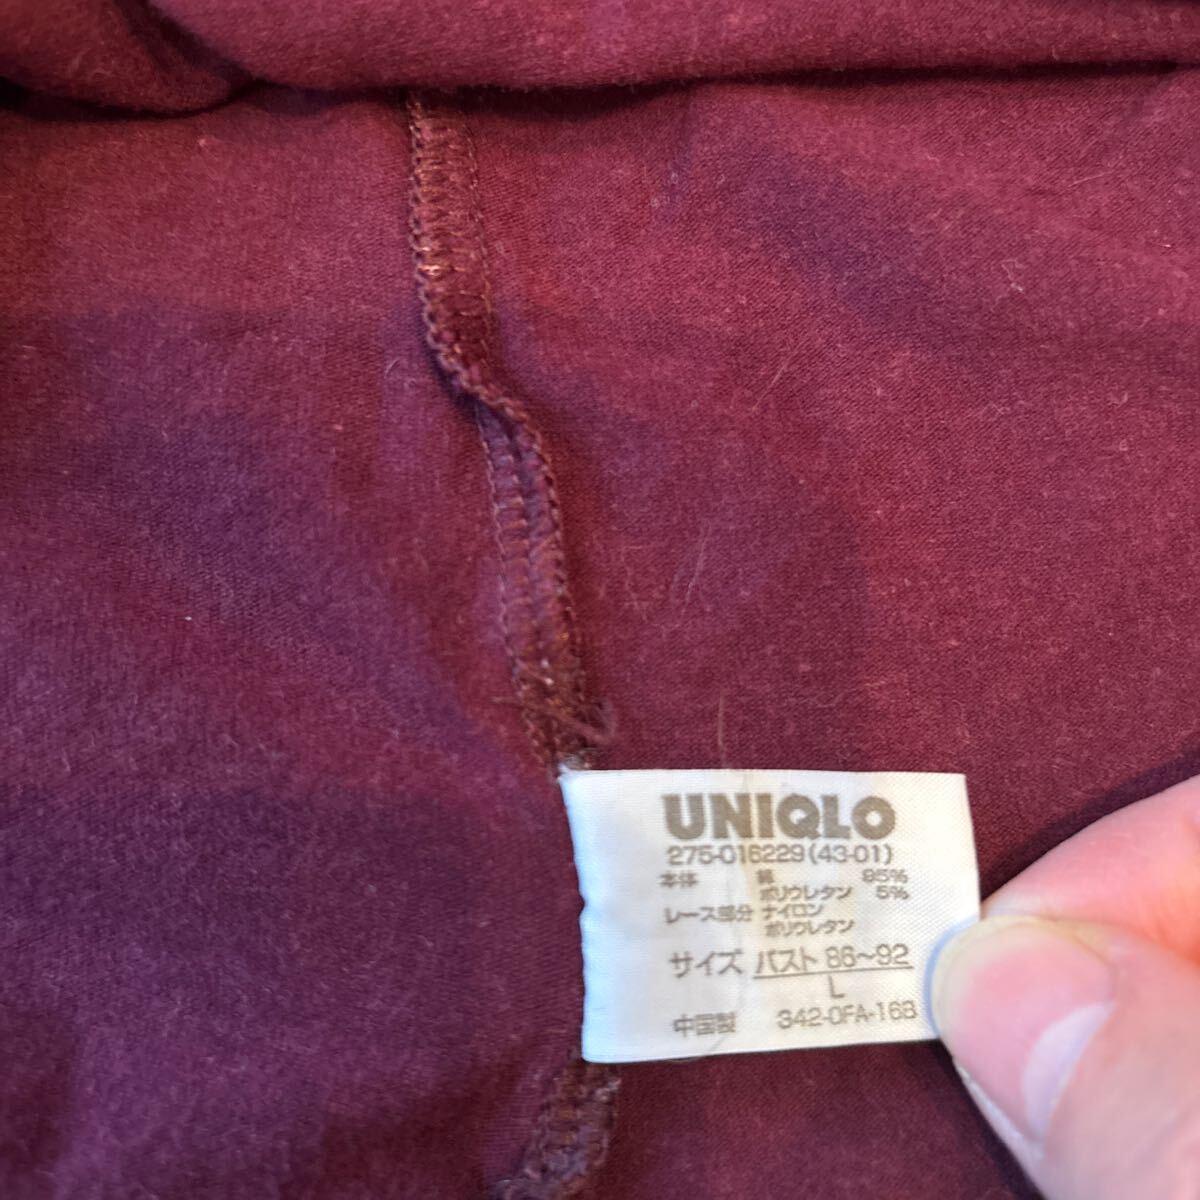 UNIQLO
275-016229(43-01)
本体 綿 95%
ポリウレタン 5%
レース部分 ナイロン
ポリウレタン
サイズ バスト 86~92
L
中国製 342-0FA-16B